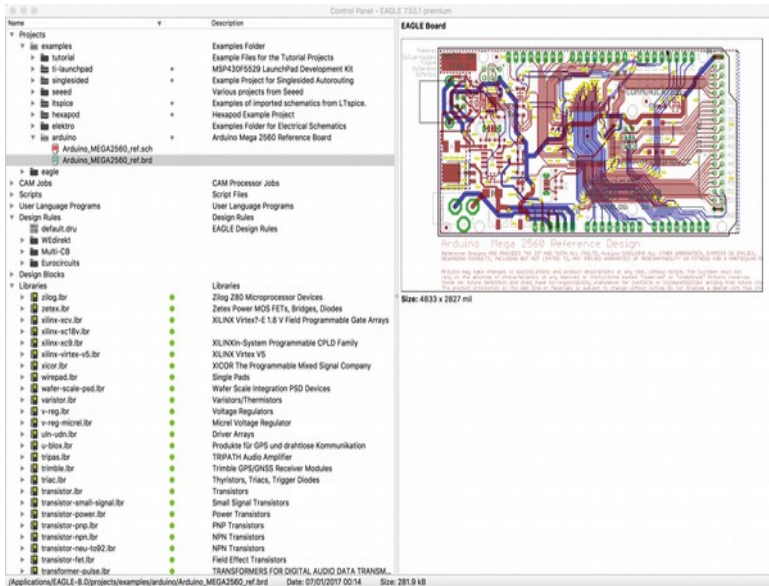 Control Panel - EAGLE 7.53.1 premium
Name Description
Projects
examples Examples Folder
tutorial Example Files for the Tutorial Projects
ti-launchpad MSP430F5529 LaunchPad Development Kit
singlesided Example Project for Singlesided Autorouting
seeed Various projects from Seeed
ltspice Examples of imported schematics from LTspice.
hexapod Hexapod Example Project
elektro Examples Folder for Electrical Schematics
arduino Arduino Mega 2560 Reference Board
Arduino_MEGA2560_ref.sch
Arduino_MEGA2560_ref.brd
eagle
CAM Jobs CAM Processor Jobs
Scripts Script Files
User Language Programs User Language Programs
Design Rules Design Rules
default.dru EAGLE Design Rules
WEdirekt
Multi-CB
Eurocircuits
Design Blocks
Libraries Libraries
zilog.lbr Zilog Z80 Microprocessor Devices
zetex.lbr Zetex Power MOS FETs, Bridges, Diodes
xilinx-xcv.lbr XILINX Virtex?-E 1.8 V Field Programmable Gate Arrays
xilinx-xc18v.lbr
xilinx-xc9.lbr XILINXIn-System Programmable CPLD Family
xilinx-virtex-v5.lbr XILINX Virtex V5
xicor.lbr XICOR The Programmable Mixed Signal Company
wirepad.lbr Single Pads
wafer-scale-psd.lbr Wafer Scale Integration PSD Devices
varistor.lbr Varistors/Thermistors
v-reg.lbr Voltage Regulators
v-reg-micrel.lbr Micrel Voltage Regulator
uln-udn.lbr Driver Arrays
u-blox.lbr Produkte für GPS und drahtlose Kommunikation
tripas.lbr TRIPATH Audio Amplifier
trimble.lbr Trimble GPS/GNSS Receiver Modules
triac.lbr Thyristors, Triacs, Trigger Diodes
transistor.lbr Transistors
transistor-small-signal.lbr Small Signal Transistors
transistor-power.lbr Power Transistors
transistor-pnp.lbr PNP Transistors
transistor-npn.lbr NPN Transistors
transistor-neu-to92.lbr NPN Transistors
transistor-fet.lbr Field Effect Transistors
transformer-pulse.lbr TRANSFORMERS FOR DIGITAL AUDIO DATA TRANSM...
/Applications/EAGLE-8.0/projects/examples/arduino/Arduino_MEGA2560_ref.brd Date: 07/01/2017 00:14 Size: 281.9 kB
EAGLE Board
Arduino Mega 2560 Reference Design
Size: 4833 x 2827 mil